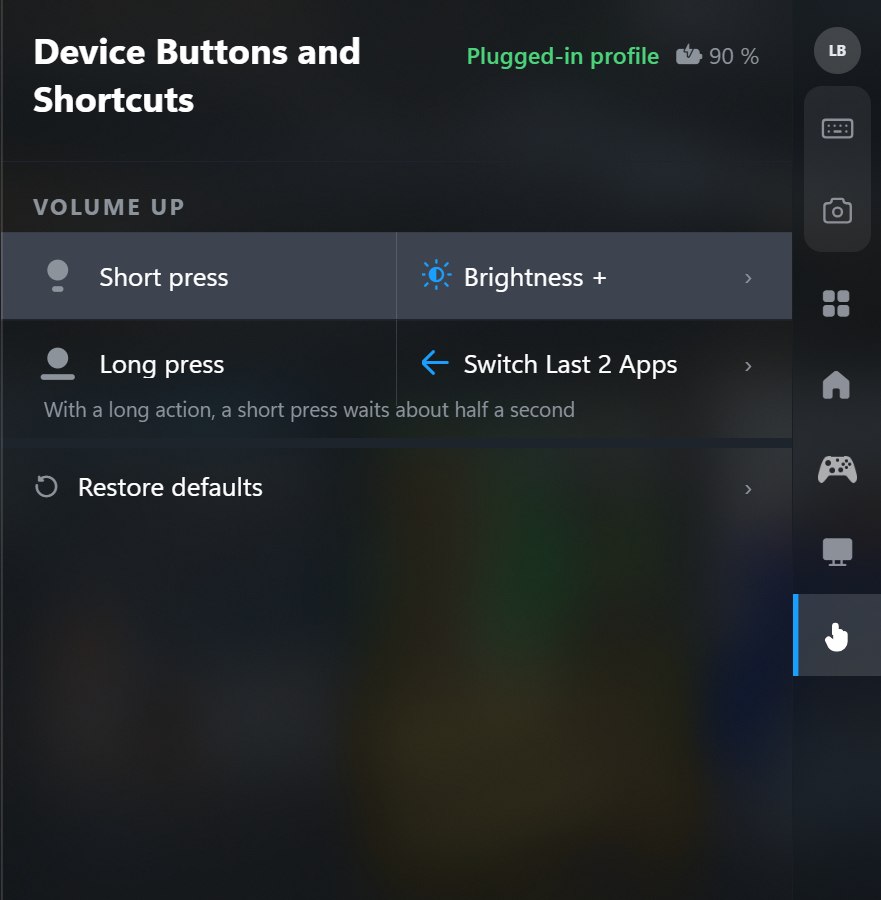 Device Buttons and
Shortcuts
Plugged-in profile 90 %
LB
VOLUME UP
Short press
Brightness +
Long press
Switch Last 2 Apps
With a long action, a short press waits about half a second
Restore defaults